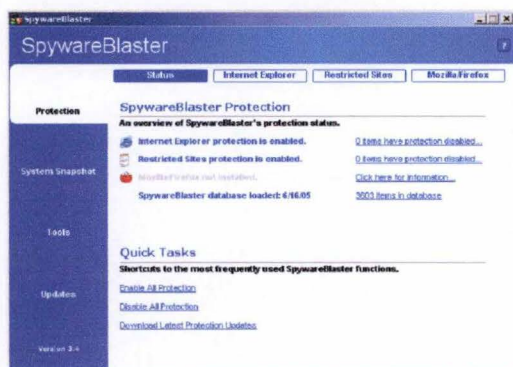 SpywareBlaster
SpywareBlaster
?
Status
Internet Explorer
Restricted Sites
Mozilla/Firefox
Protection
System Snapshot
Tools
Updates
Version 3.4
SpywareBlaster Protection
An overview of SpywareBlaster's protection status.
Internet Explorer protection is enabled.
0 items have protection disabled...
Restricted Sites protection is enabled.
0 items have protection disabled...
Mozilla/Firefox not installed.
Click here for information...
SpywareBlaster database loaded: 6/16/05
3603 items in database
Quick Tasks
Shortcuts to the most frequently used SpywareBlaster functions.
Enable All Protection
Disable All Protection
Download Latest Protection Updates